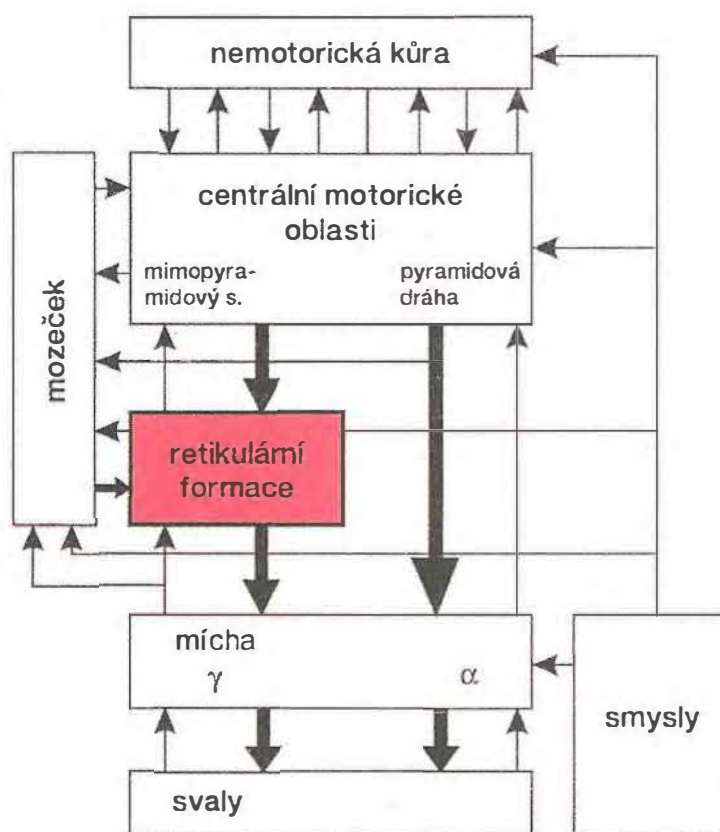 nemotorická kůra
centrální motorické
oblasti
mimopyra-
midový s.
pyramidová
dráha
mozeček
retikulární
formace
mícha
γ
α
smysly
svaly